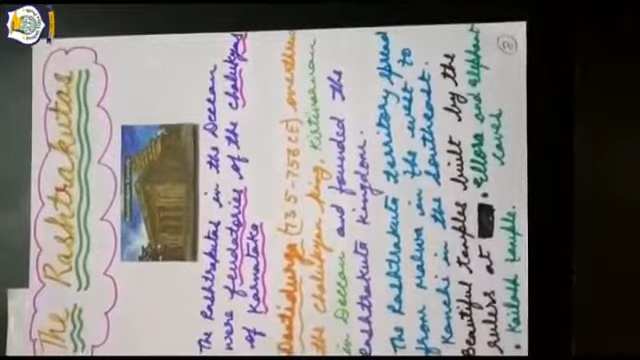 ②
The Rashtrakutas
The Rashtrakutas in the Deccan
were feudatories of the chalukyas
of Karnataka
Dantidurga (735-756 CE) overthrew
the chalukyan king, Kirtivarman
in Deccan and founded the
Rashtrakuta Kingdom.
The Rashtrakuta territory spread
from Malwa in the west to
Kanchi in the southeast.
Beautiful temples built by the
rulers at • Ellora and elephant
caves
• Kailash temple.